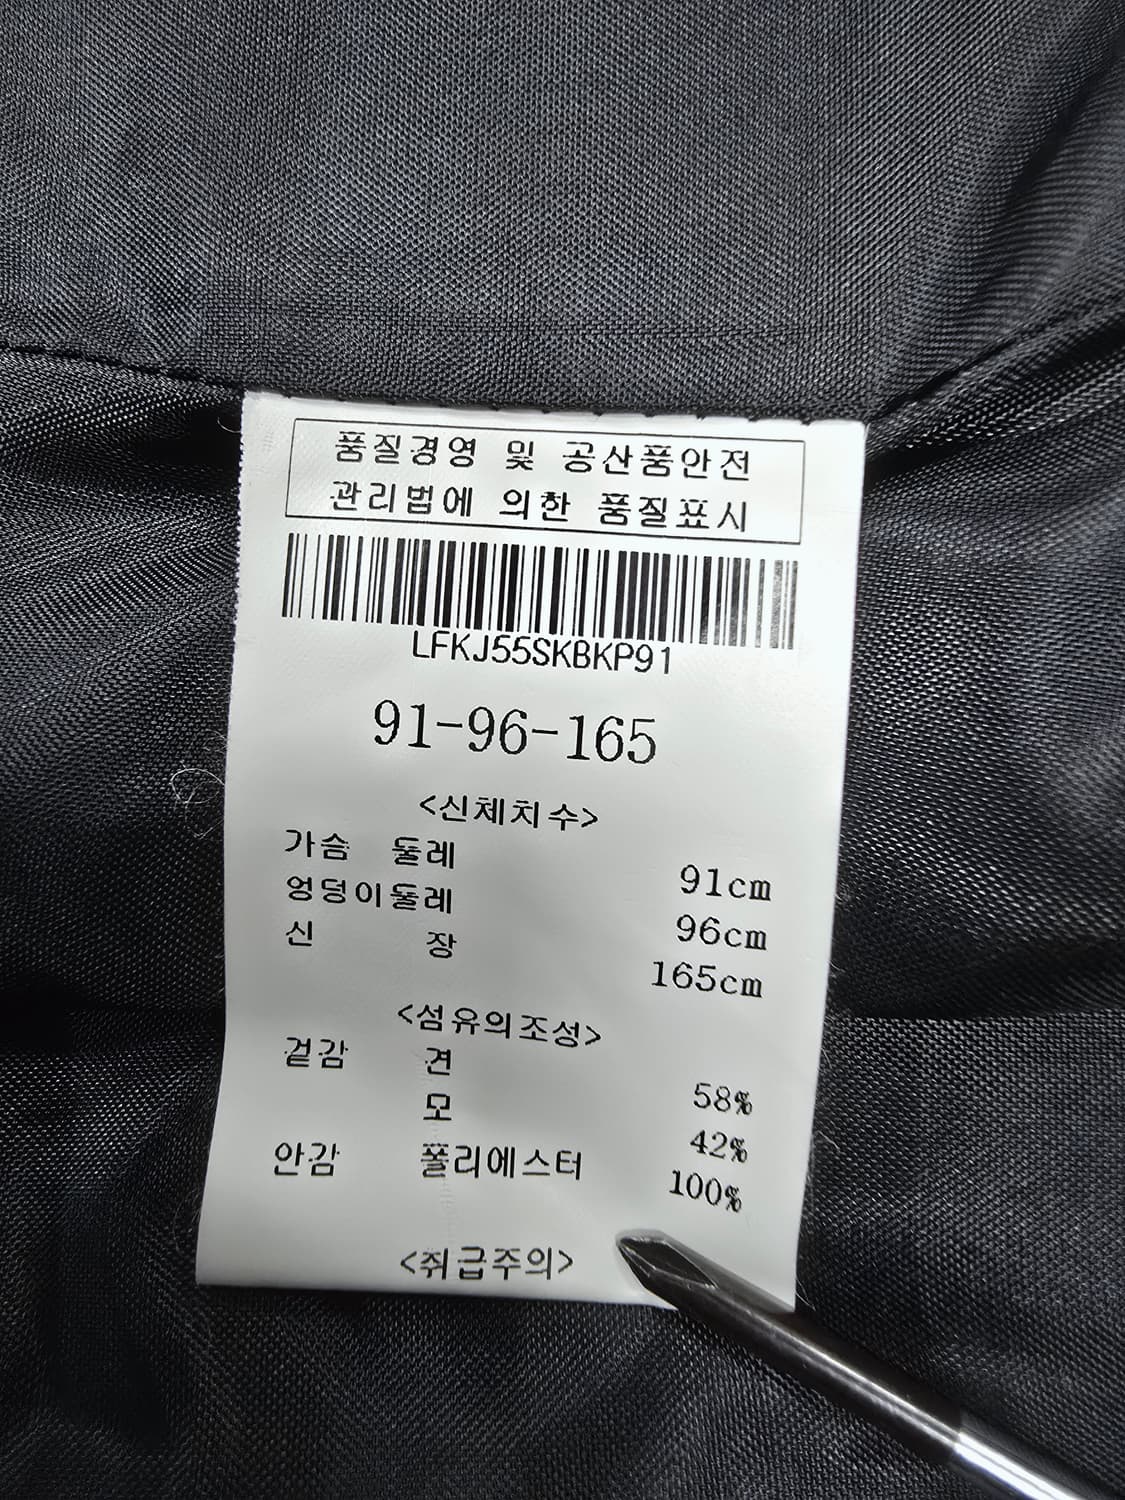 품질경영 및 공산품안전
관리법에 의한 품질표시
LFKJ55SKBKP91
91-96-165
<신체치수>
가슴 둘레 91cm
엉덩이둘레 96cm
신 장 165cm
<섬유의조성>
겉감 견 58%
모 42%
안감 폴리에스터 100%
<취급주의>